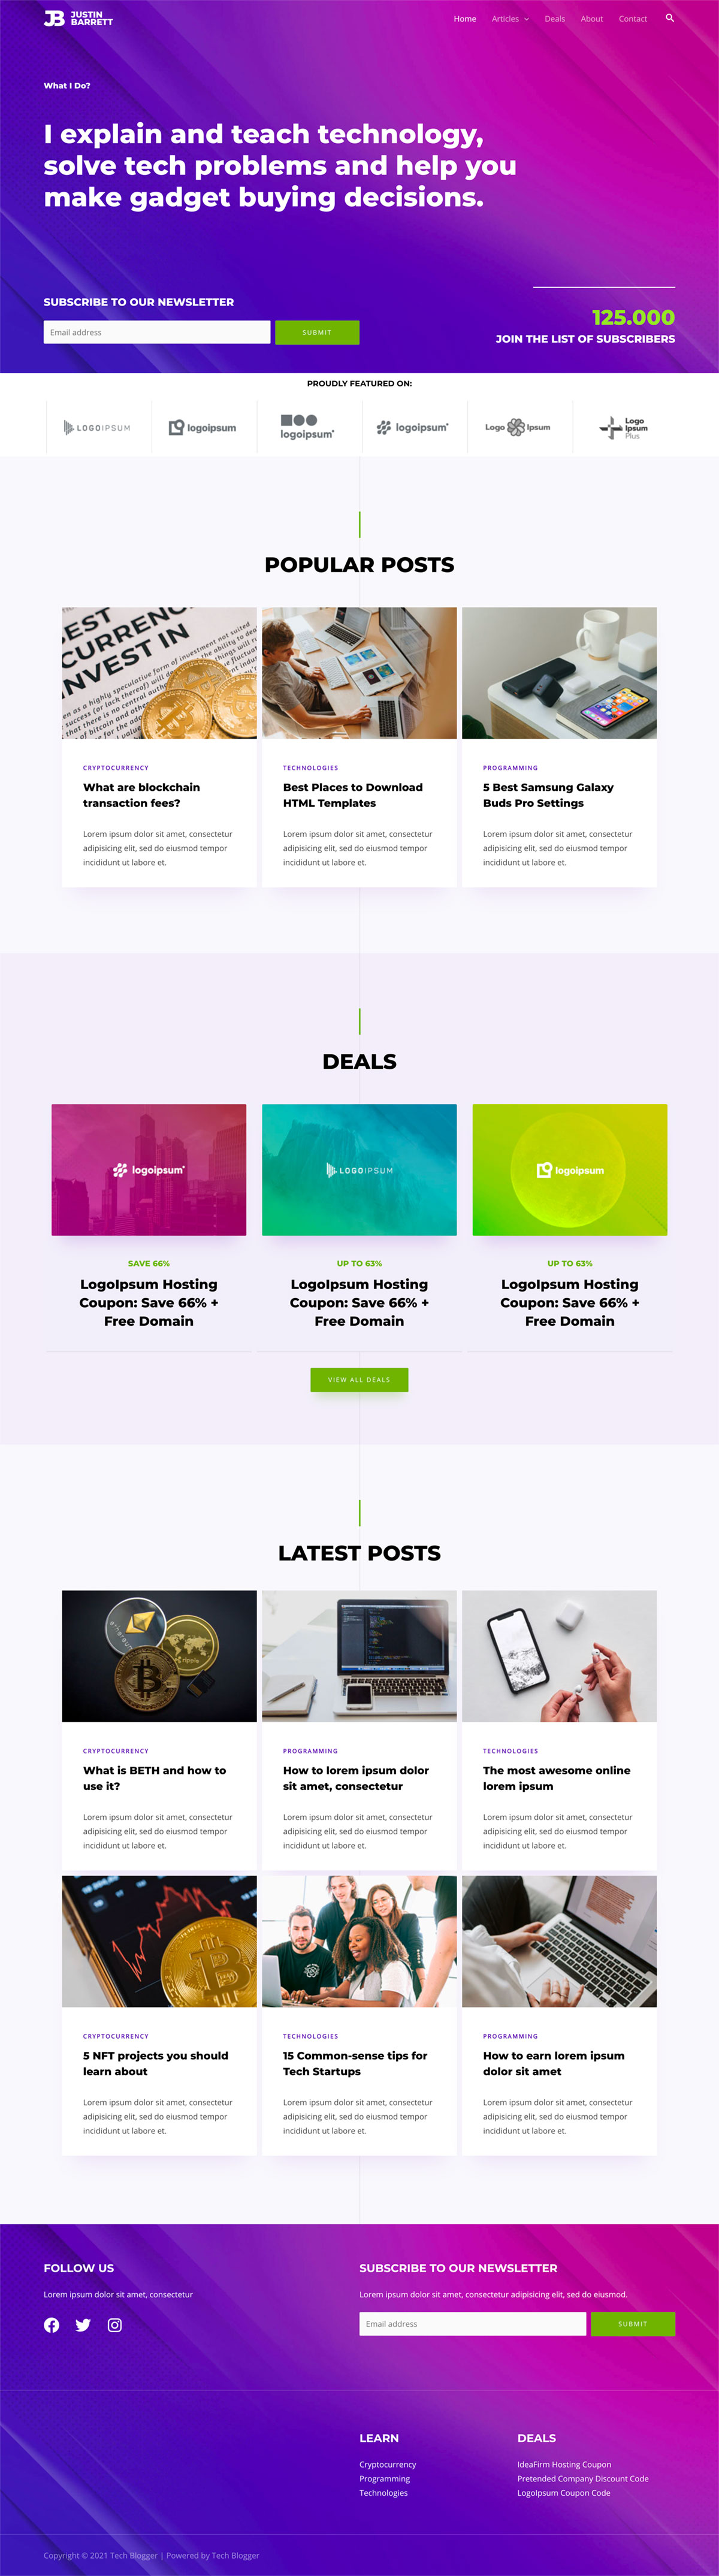 JB JUSTIN
BARRETT
Home Articles Deals About Contact
What I Do?
I explain and teach technology,
solve tech problems and help you
make gadget buying decisions.
SUBSCRIBE TO OUR NEWSLETTER
Email address SUBMIT
125.000
JOIN THE LIST OF SUBSCRIBERS
PROUDLY FEATURED ON:
LOGOIPSUM
logoipsum
logoipsum
logoipsum
Logo Ipsum
Logo
Ipsum
Plus
POPULAR POSTS
EST
CURRENC
INVEST IN
CRYPTOCURRENCY
What are blockchain
transaction fees?
Lorem ipsum dolor sit amet, consectetur
adipisicing elit, sed do eiusmod tempor
incididunt ut labore et.
TECHNOLOGIES
Best Places to Download
HTML Templates
Lorem ipsum dolor sit amet, consectetur
adipisicing elit, sed do eiusmod tempor
incididunt ut labore et.
PROGRAMMING
5 Best Samsung Galaxy
Buds Pro Settings
Lorem ipsum dolor sit amet, consectetur
adipisicing elit, sed do eiusmod tempor
incididunt ut labore et.
DEALS
logoipsum
SAVE 66%
LogoIpsum Hosting
Coupon: Save 66% +
Free Domain
LOGOIPSUM
UP TO 63%
LogoIpsum Hosting
Coupon: Save 66% +
Free Domain
logoipsum
UP TO 63%
LogoIpsum Hosting
Coupon: Save 66% +
Free Domain
VIEW ALL DEALS
LATEST POSTS
ripple
CRYPTOCURRENCY
What is BETH and how to
use it?
Lorem ipsum dolor sit amet, consectetur
adipisicing elit, sed do eiusmod tempor
incididunt ut labore et.
PROGRAMMING
How to lorem ipsum dolor
sit amet, consectetur
Lorem ipsum dolor sit amet, consectetur
adipisicing elit, sed do eiusmod tempor
incididunt ut labore et.
TECHNOLOGIES
The most awesome online
lorem ipsum
Lorem ipsum dolor sit amet, consectetur
adipisicing elit, sed do eiusmod tempor
incididunt ut labore et.
CRYPTOCURRENCY
5 NFT projects you should
learn about
Lorem ipsum dolor sit amet, consectetur
adipisicing elit, sed do eiusmod tempor
incididunt ut labore et.
TECHNOLOGIES
15 Common-sense tips for
Tech Startups
Lorem ipsum dolor sit amet, consectetur
adipisicing elit, sed do eiusmod tempor
incididunt ut labore et.
PROGRAMMING
How to earn lorem ipsum
dolor sit amet
Lorem ipsum dolor sit amet, consectetur
adipisicing elit, sed do eiusmod tempor
incididunt ut labore et.
FOLLOW US
Lorem ipsum dolor sit amet, consectetur
SUBSCRIBE TO OUR NEWSLETTER
Lorem ipsum dolor sit amet, consectetur adipisicing elit, sed do eiusmod.
Email address SUBMIT
LEARN
Cryptocurrency
Programming
Technologies
DEALS
IdeaFirm Hosting Coupon
Pretended Company Discount Code
LogoIpsum Coupon Code
Copyright © 2021 Tech Blogger | Powered by Tech Blogger